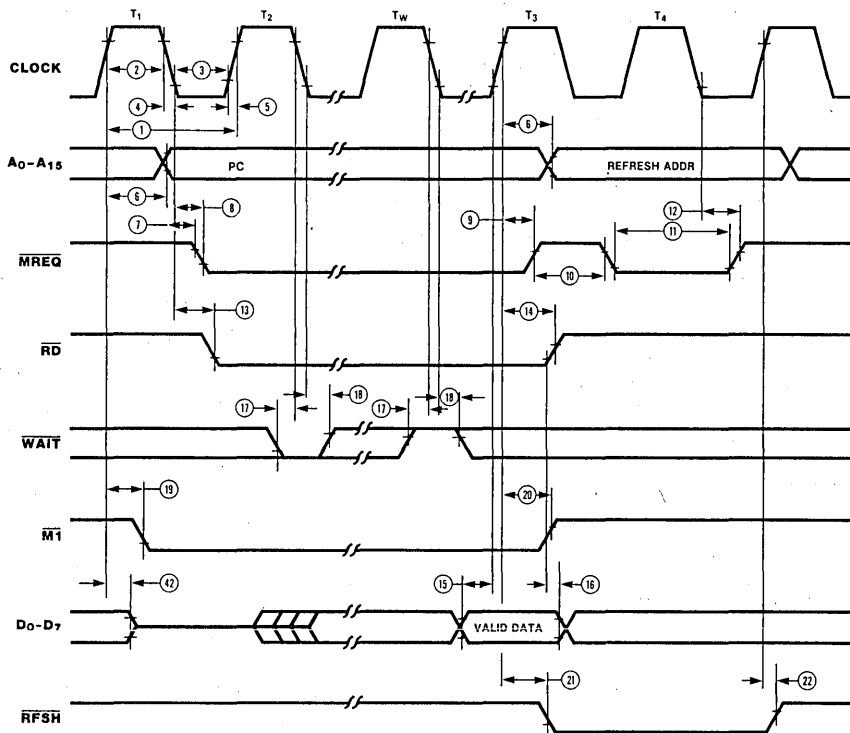 T1 T2 TW T3 T4
CLOCK
2 3
4 5
1 6
A0-A15 PC REFRESH ADDR
6 8 12
7 9 11
MREQ
10
13 14
RD
17 18 17 18
WAIT
19 20
M1
42 15 16
D0-D7 VALID DATA
21 22
RFSH